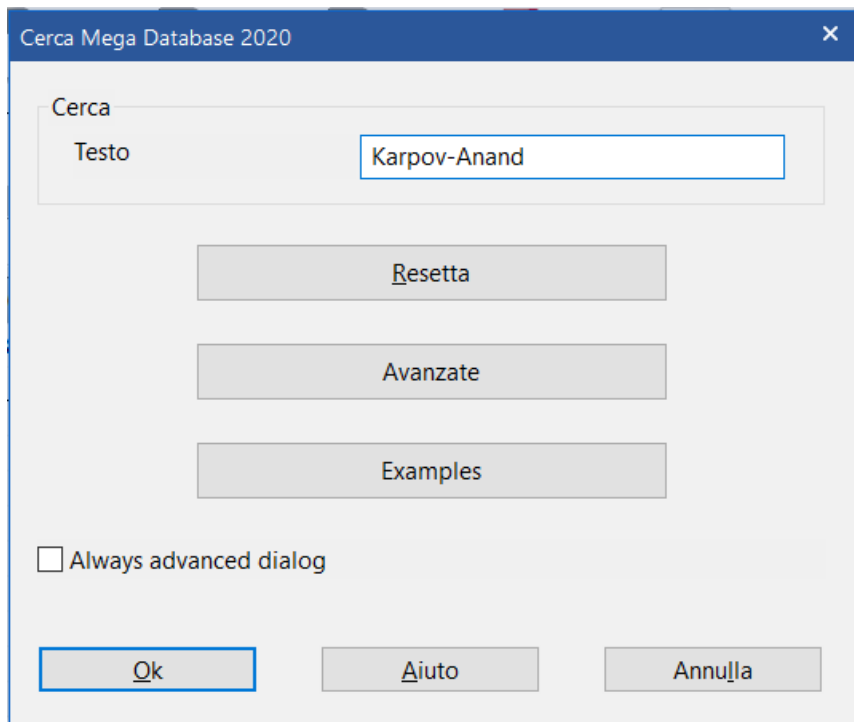 Cerca Mega Database 2020
Cerca
Testo Karpov-Anand
Resetta
Avanzate
Examples
Always advanced dialog
Ok Aiuto Annulla